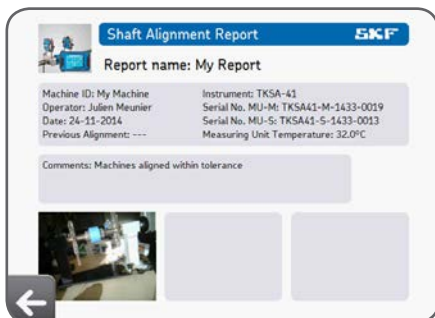 Shaft Alignment Report
SKF
Report name: My Report
Machine ID: My Machine
Operator: Julien Meunier
Date: 24-11-2014
Previous Alignment: ---
Instrument: TKSA-41
Serial No. MU-M: TKSA41-M-1433-0019
Serial No. MU-S: TKSA41-S-1433-0013
Measuring Unit Temperature: 32.0°C
Comments: Machines aligned within tolerance